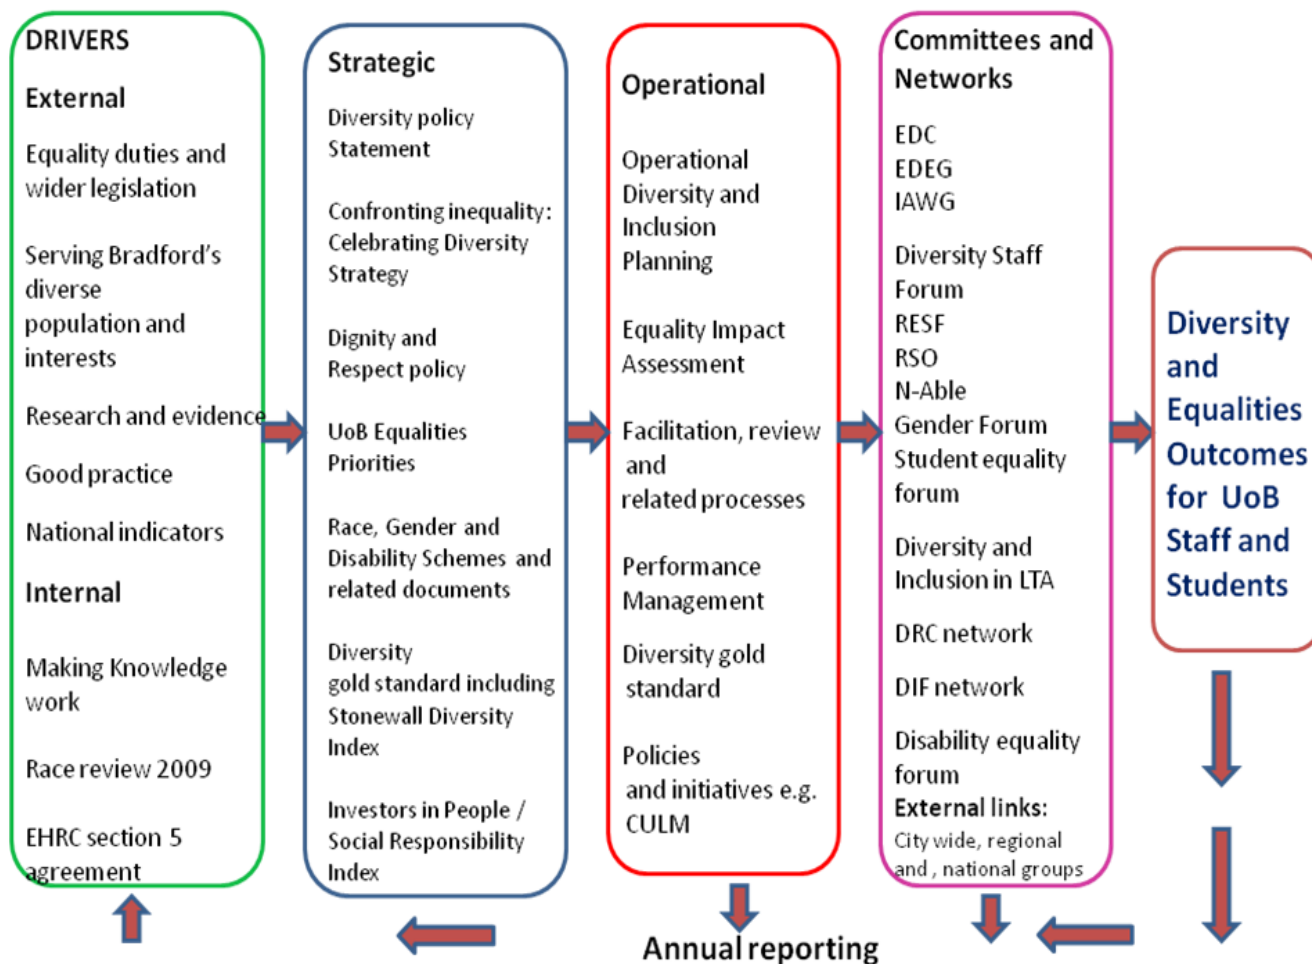 DRIVERS
External
Equality duties and
wider legislation
Serving Bradford's
diverse
population and
interests
Research and evidence
Good practice
National indicators
Internal
Making Knowledge
work
Race review 2009
EHRC section 5
agreement
Strategic
Diversity policy
Statement
Confronting inequality:
Celebrating Diversity
Strategy
Dignity and
Respect policy
UoB Equalities
Priorities
Race, Gender and
Disability Schemes and
related documents
Diversity
gold standard including
Stonewall Diversity
Index
Investors in People /
Social Responsibility
Index
Operational
Operational
Diversity and
Inclusion
Planning
Equality Impact
Assessment
Facilitation, review
and
related processes
Performance
Management
Diversity gold
standard
Policies
and initiatives e.g.
CULM
Committees and
Networks
EDC
EDEG
IAWG
Diversity Staff
Forum
RESF
RSO
N-Able
Gender Forum
Student equality
forum
Diversity and
Inclusion in LTA
DRC network
DIF network
Disability equality
forum
External links:
City wide, regional
and , national groups
Diversity
and
Equalities
Outcomes
for UoB
Staff and
Students
Annual reporting